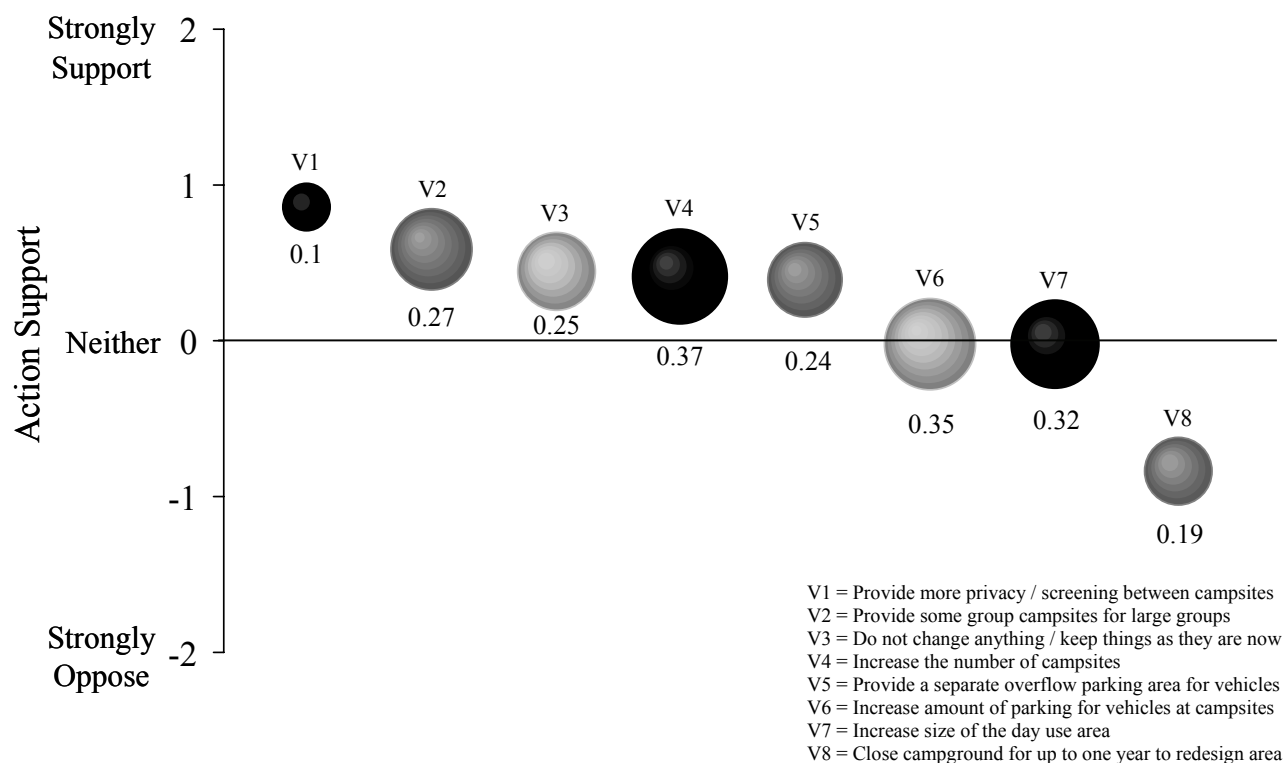 Strongly
Support
2
1
Neither
0
-1
Strongly
Oppose
-2
Action Support
V1
0.1
V2
0.27
V3
0.25
V4
0.37
V5
0.24
V6
0.35
V7
0.32
V8
0.19
V1 = Provide more privacy / screening between campsites
V2 = Provide some group campsites for large groups
V3 = Do not change anything / keep things as they are now
V4 = Increase the number of campsites
V5 = Provide a separate overflow parking area for vehicles
V6 = Increase amount of parking for vehicles at campsites
V7 = Increase size of the day use area
V8 = Close campground for up to one year to redesign area